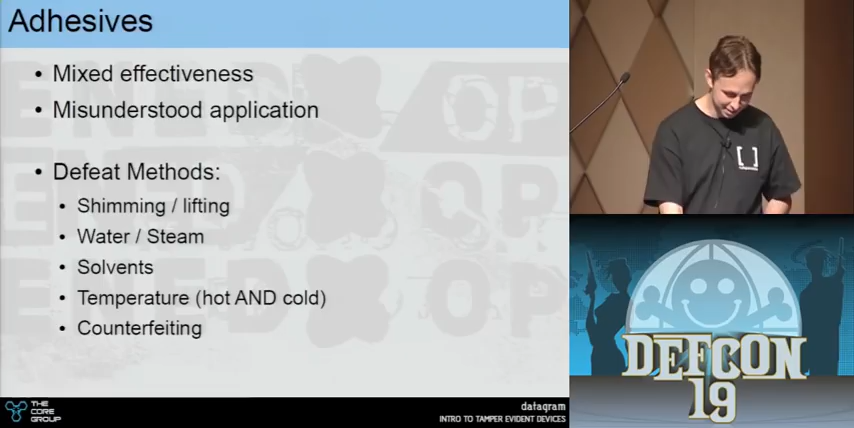 Adhesives
• Mixed effectiveness
• Misunderstood application
• Defeat Methods:
• Shimming / lifting
• Water / Steam
• Solvents
• Temperature (hot AND cold)
• Counterfeiting
THE
CORE
GROUP
datagram
INTRO TO TAMPER EVIDENT DEVICES
[ ]
DEFCON
19